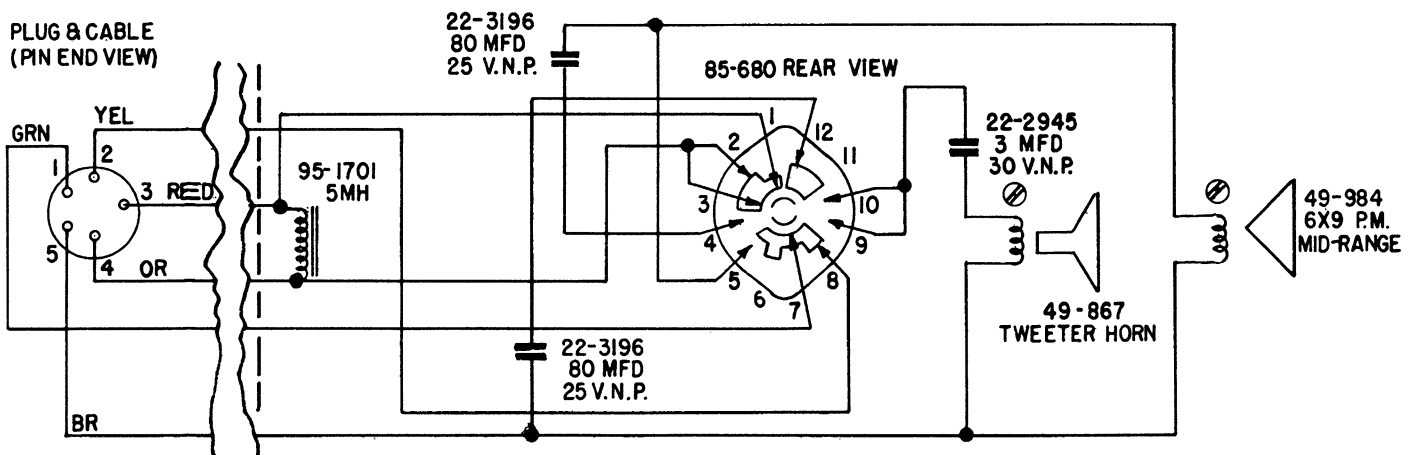 PLUG & CABLE
(PIN END VIEW)
22-3196
80 MFD
25 V.N.P.
85-680 REAR VIEW
GRN
YEL
1
2
3
RED
4
5
OR
BR
95-1701
5MH
1
2
3
4
5
6
7
8
9
10
11
12
22-3196
80 MFD
25 V.N.P.
22-2945
3 MFD
30 V.N.P.
49-867
TWEETER HORN
49-984
6X9 P.M.
MID-RANGE